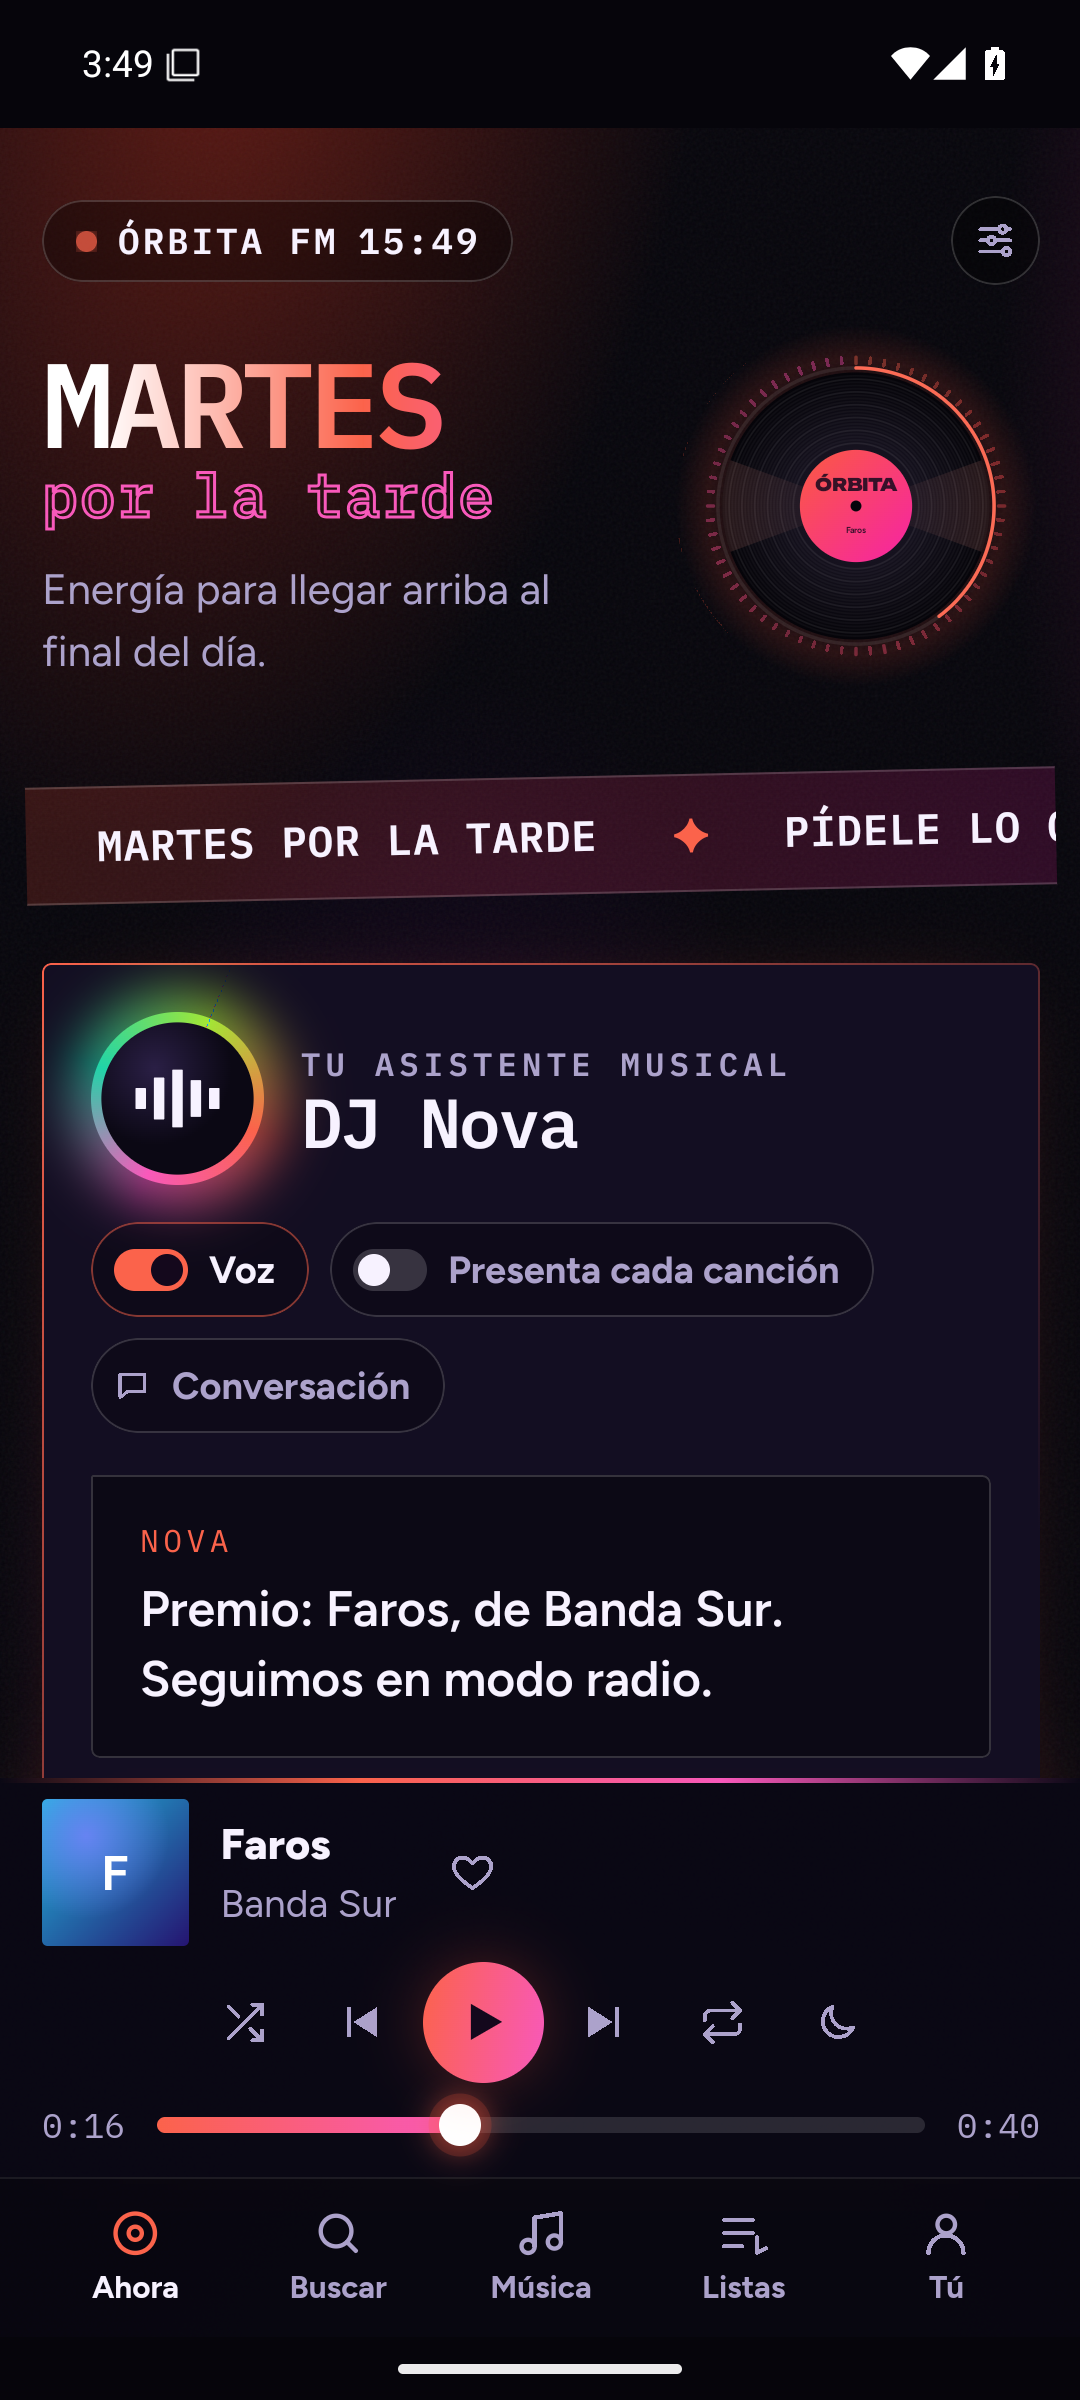 3:49
ÓRBITA FM 15:49
MARTES
por la tarde
Energía para llegar arriba al
final del día.
ÓRBITA
Faros
MARTES POR LA TARDE ✦ PÍDELE LO
TU ASISTENTE MUSICAL
DJ Nova
Voz
Presenta cada canción
Conversación
NOVA
Premio: Faros, de Banda Sur.
Seguimos en modo radio.
F
Faros
Banda Sur
0:16
0:40
Ahora
Buscar
Música
Listas
Tú